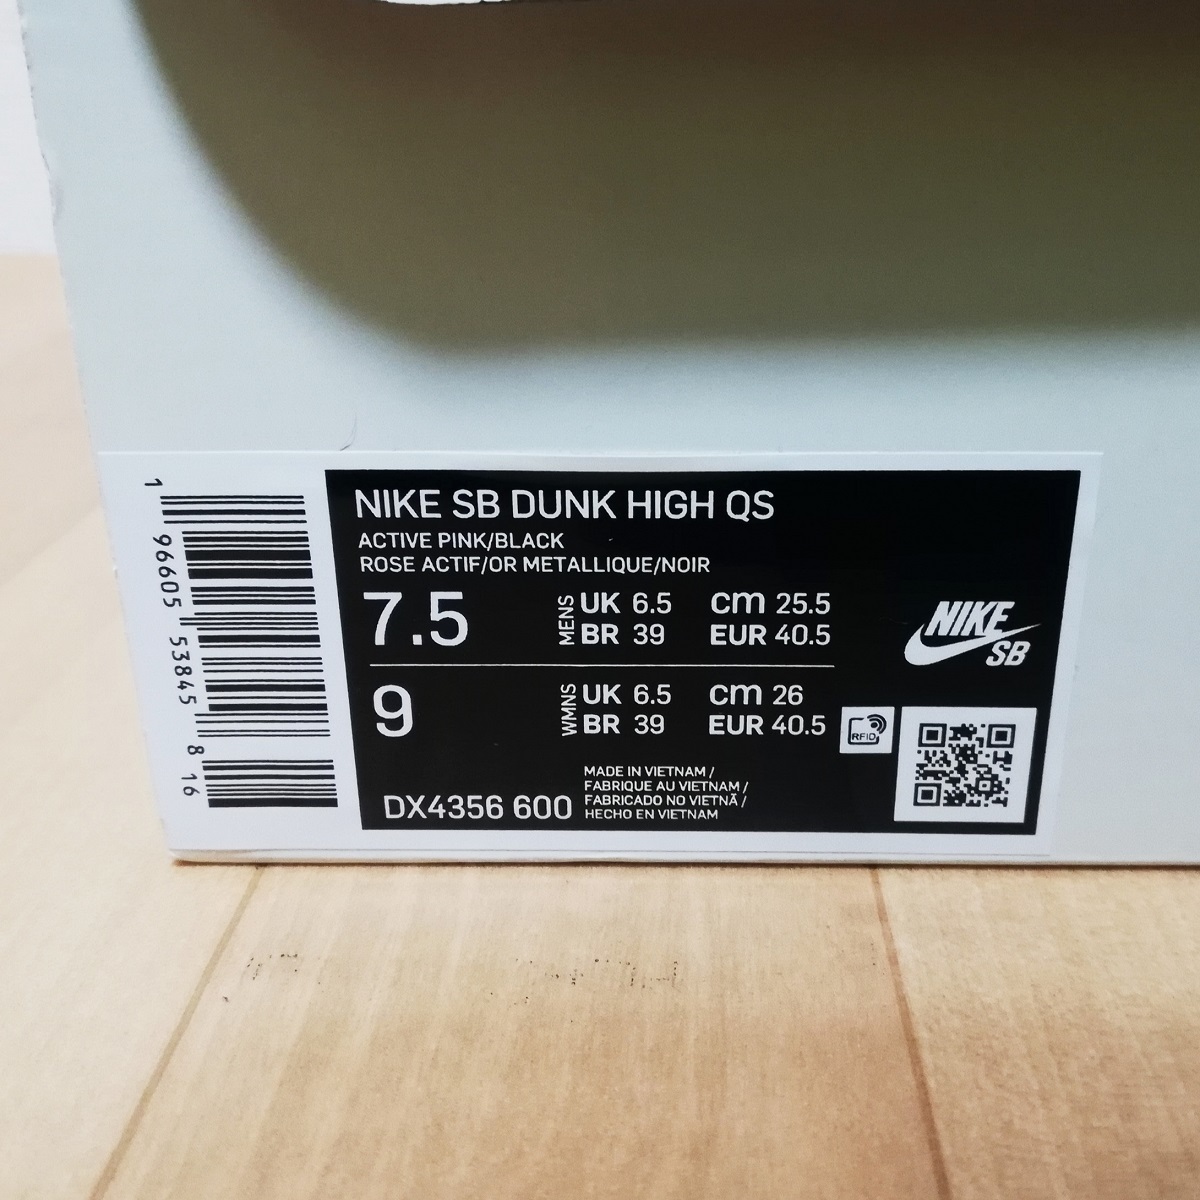 NIKE SB DUNK HIGH QS
ACTIVE PINK/BLACK
ROSE ACTIF/OR METALLIQUE/NOIR
7.5 MENS UK 6.5 cm 25.5
BR 39 EUR 40.5
9 WMNS UK 6.5 cm 26
BR 39 EUR 40.5
NIKE
SB
RFID
DX4356 600
MADE IN VIETNAM /
FABRIQUE AU VIETNAM /
FABRICADO NO VIETNÃ /
HECHO EN VIETNAM
1 96605 53845 8 16